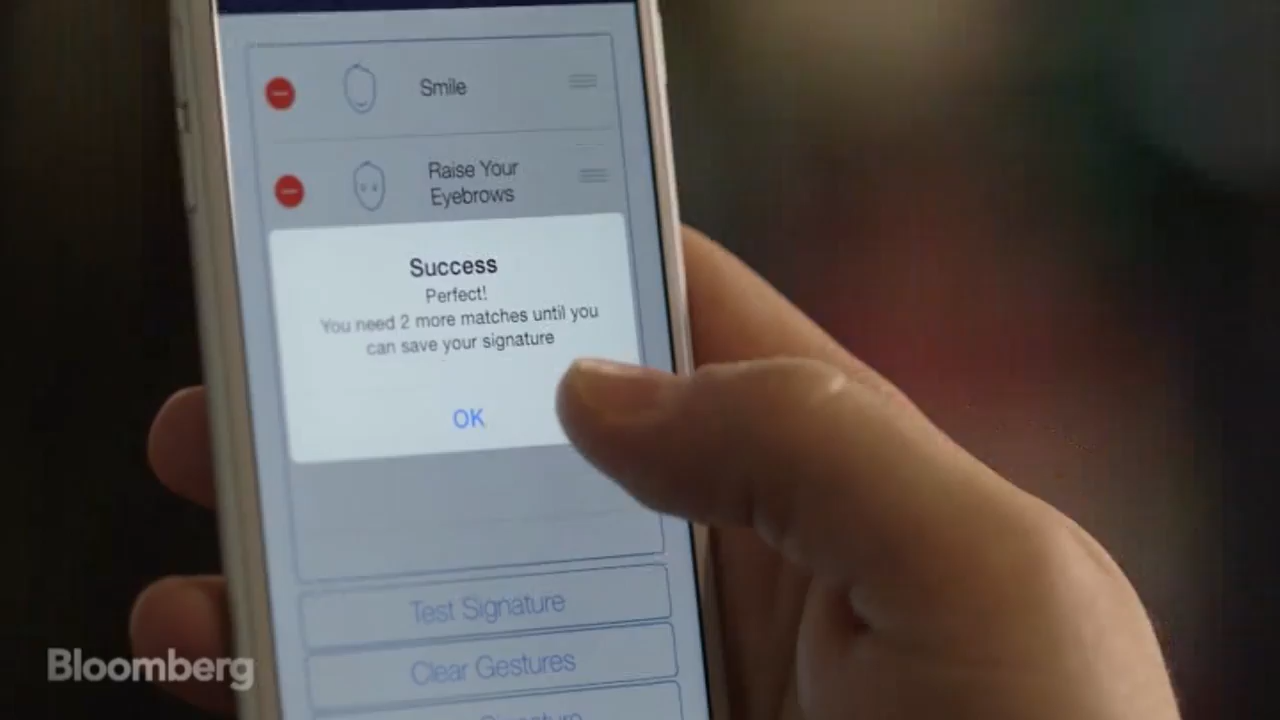 Smile
Raise Your
Eyebrows
Success
Perfect!
You need 2 more matches until you
can save your signature
OK
Test Signature
Clear Gestures
Signature
Bloomberg